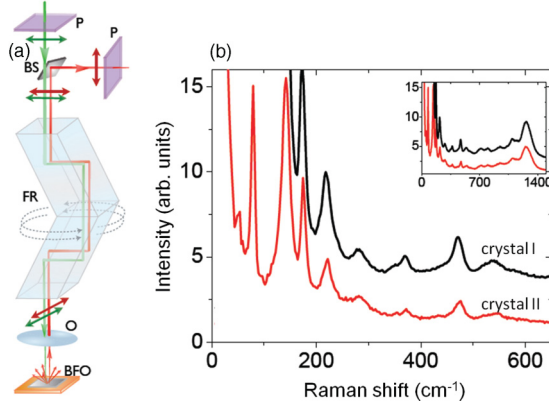 P
(a)
P
BS
FR
O
BFO
(b)
15
10
5
0
Intensity (arb. units)
0 200 400 600
Raman shift (cm⁻¹)
crystal I
crystal II
15
10
5
0 700 1400